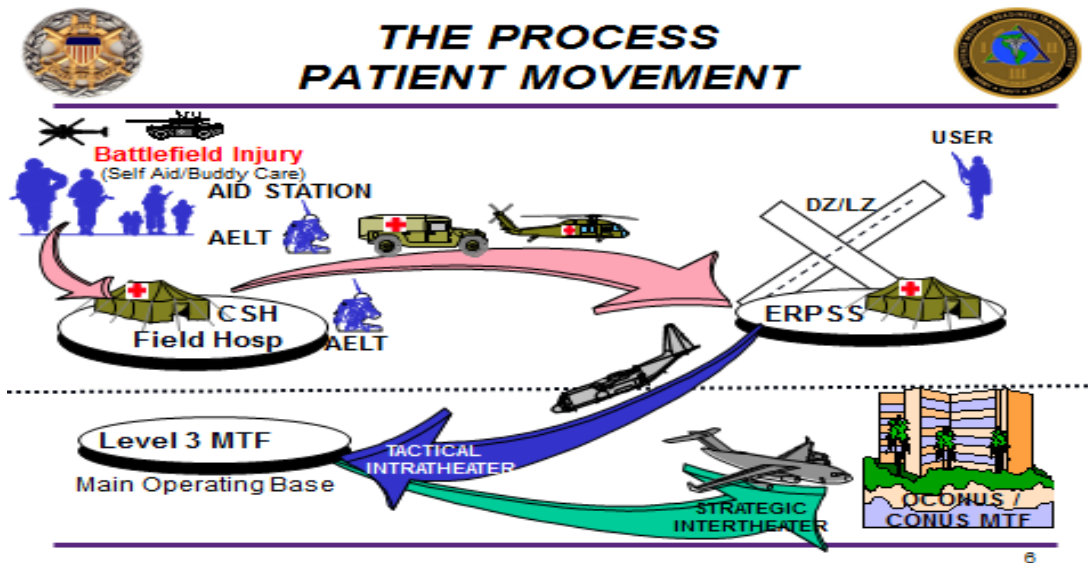 THE PROCESS
PATIENT MOVEMENT
Battlefield Injury
(Self Aid/Buddy Care)
AID STATION
AELT
USER
DZ/LZ
CSH
Field Hosp
AELT
ERPSS
Level 3 MTF
Main Operating Base
TACTICAL
INTRATHEATER
STRATEGIC
INTERTHEATER
OCONUS /
CONUS MTF
6